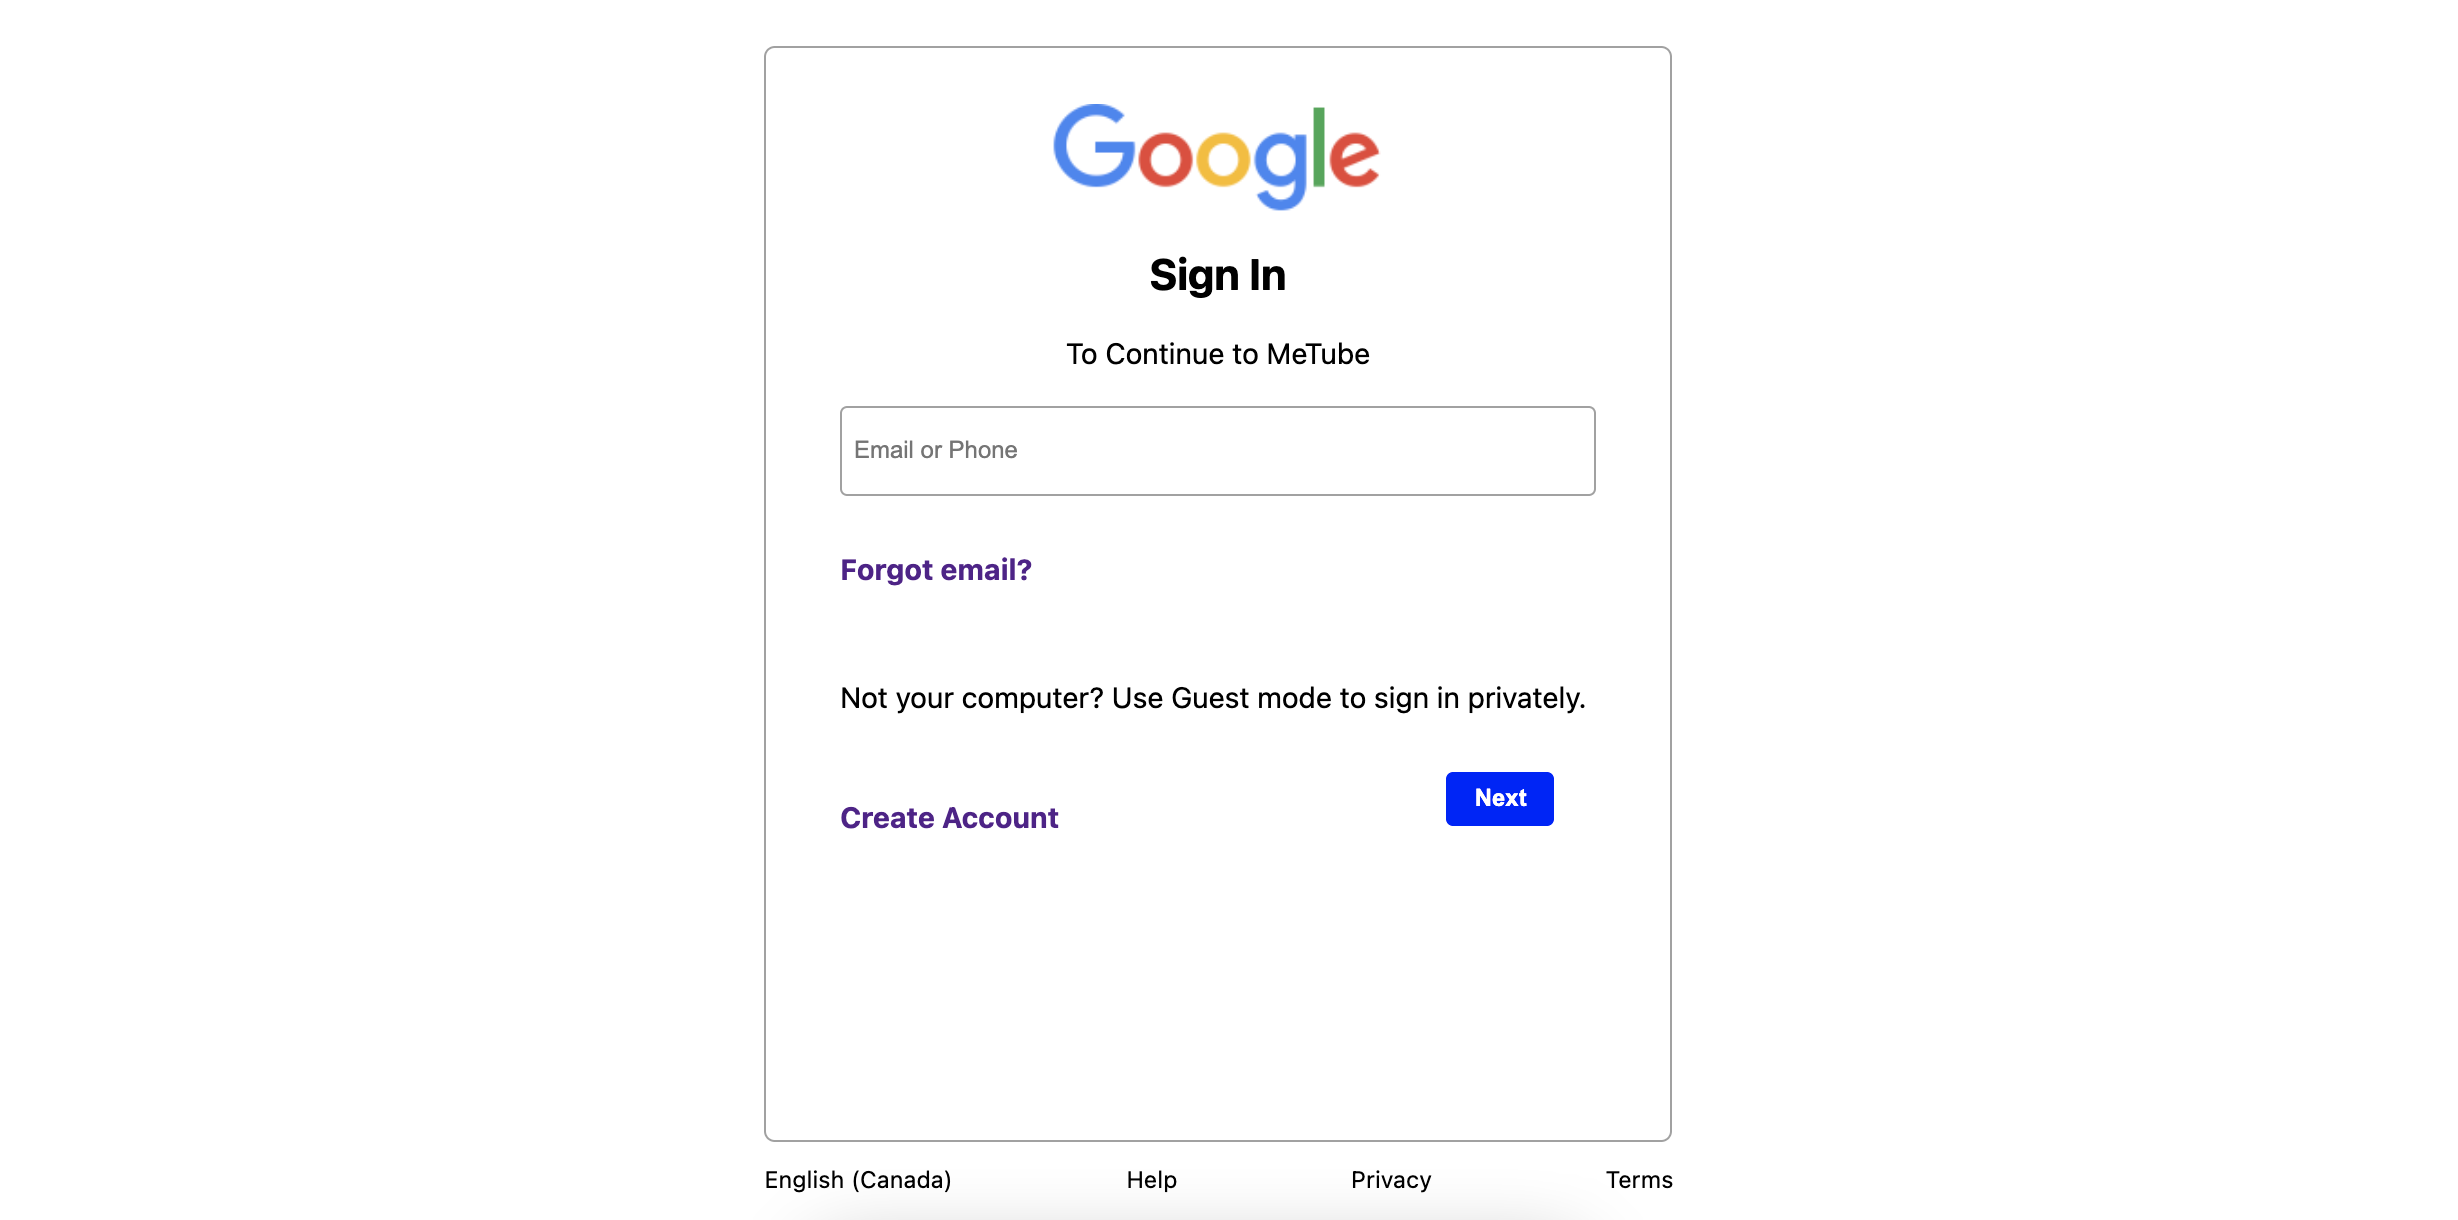 Google
Sign In
To Continue to MeTube
Email or Phone
Forgot email?
Not your computer? Use Guest mode to sign in privately.
Next
Create Account
English (Canada) Help Privacy Terms